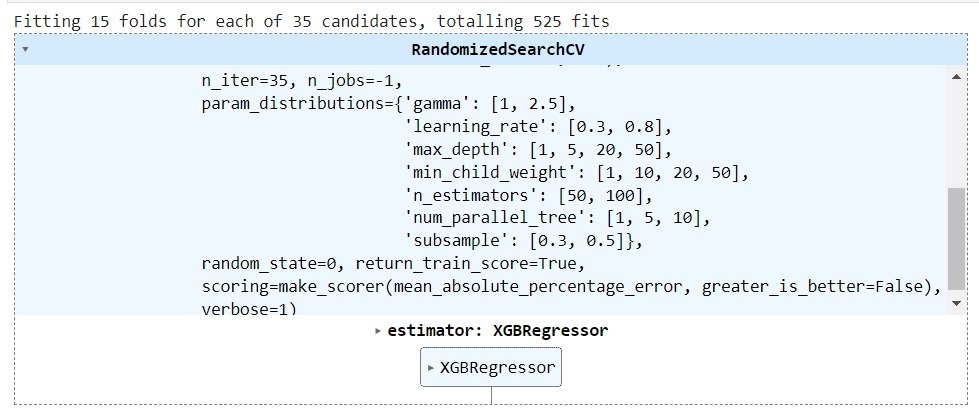 Fitting 15 folds for each of 35 candidates, totalling 525 fits
RandomizedSearchCV
n_iter=35, n_jobs=-1,
param_distributions={'gamma': [1, 2.5],
'learning_rate': [0.3, 0.8],
'max_depth': [1, 5, 20, 50],
'min_child_weight': [1, 10, 20, 50],
'n_estimators': [50, 100],
'num_parallel_tree': [1, 5, 10],
'subsample': [0.3, 0.5]},
random_state=0, return_train_score=True,
scoring=make_scorer(mean_absolute_percentage_error, greater_is_better=False),
verbose=1)
estimator: XGBRegressor
XGBRegressor